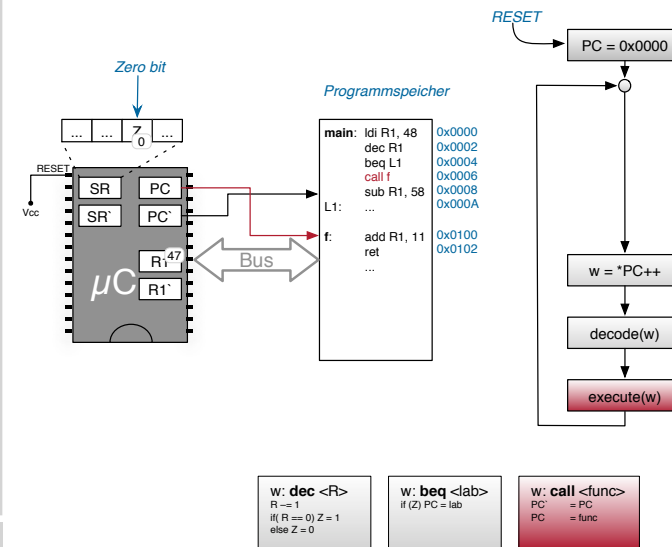 RESET
PC = 0x0000
Zero bit
Programmspeicher
... ... Z ...
0
main: ldi R1, 48 0x0000
dec R1 0x0002
beq L1 0x0004
call f 0x0006
sub R1, 58 0x0008
L1: ... 0x000A
f: add R1, 11 0x0100
ret 0x0102
...
RESET
Vcc
SR PC
SR` PC`
R1 47
R1`
µC
Bus
w = *PC++
decode(w)
execute(w)
w: dec <R>
R -= 1
if( R == 0) Z = 1
else Z = 0
w: beq <lab>
if (Z) PC = lab
w: call <func>
PC` = PC
PC = func